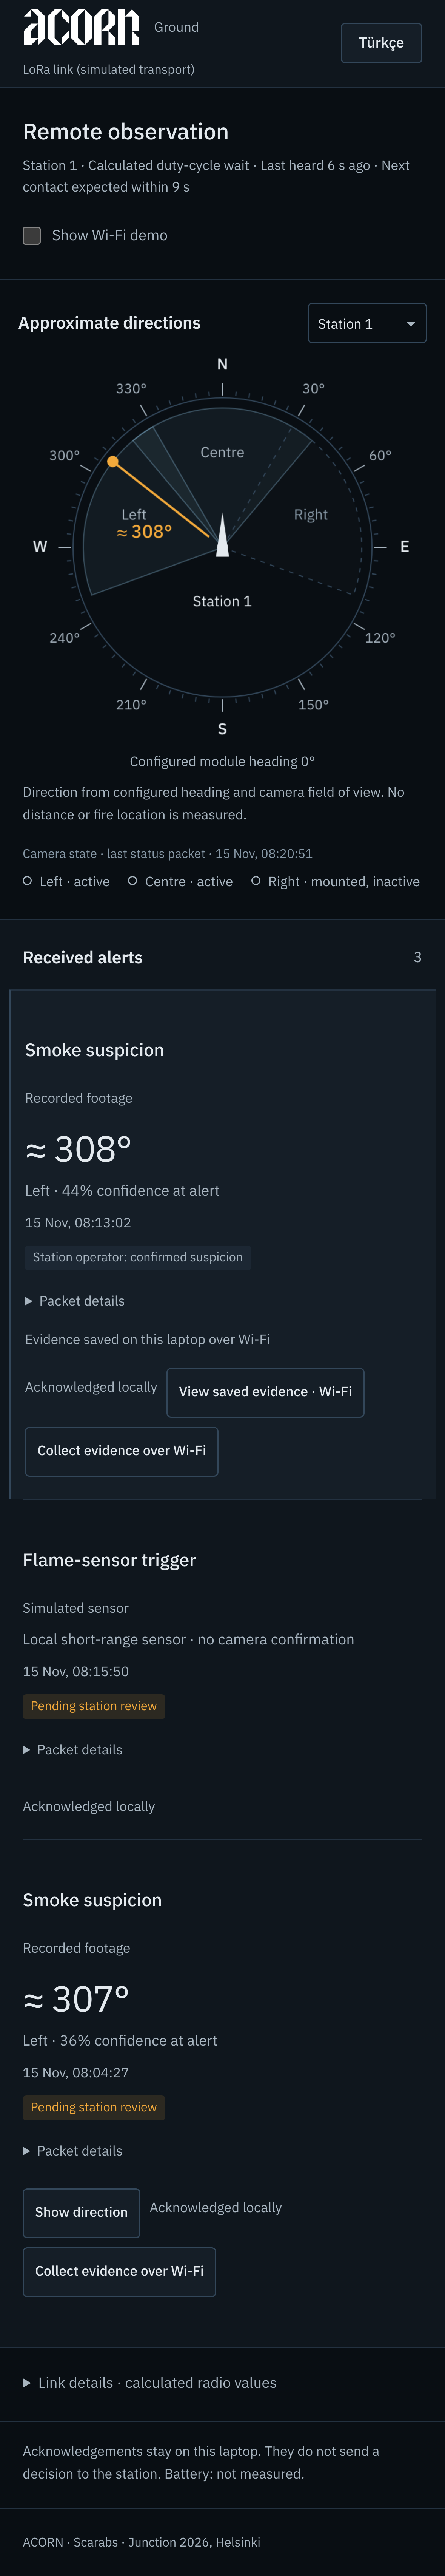 acorn Ground
Türkçe
LoRa link (simulated transport)
Remote observation
Station 1 · Calculated duty-cycle wait · Last heard 6 s ago · Next
contact expected within 9 s
Show Wi-Fi demo
Approximate directions
Station 1
N
330°
30°
300°
60°
Centre
Left
Right
≈ 308°
W
E
Station 1
240°
120°
210°
150°
S
Configured module heading 0°
Direction from configured heading and camera field of view. No
distance or fire location is measured.
Camera state · last status packet · 15 Nov, 08:20:51
Left · active
Centre · active
Right · mounted, inactive
Received alerts
3
Smoke suspicion
Recorded footage
≈ 308°
Left · 44% confidence at alert
15 Nov, 08:13:02
Station operator: confirmed suspicion
Packet details
Evidence saved on this laptop over Wi-Fi
Acknowledged locally
View saved evidence · Wi-Fi
Collect evidence over Wi-Fi
Flame-sensor trigger
Simulated sensor
Local short-range sensor · no camera confirmation
15 Nov, 08:15:50
Pending station review
Packet details
Acknowledged locally
Smoke suspicion
Recorded footage
≈ 307°
Left · 36% confidence at alert
15 Nov, 08:04:27
Pending station review
Packet details
Show direction
Acknowledged locally
Collect evidence over Wi-Fi
Link details · calculated radio values
Acknowledgements stay on this laptop. They do not send a
decision to the station. Battery: not measured.
ACORN · Scarabs · Junction 2026, Helsinki